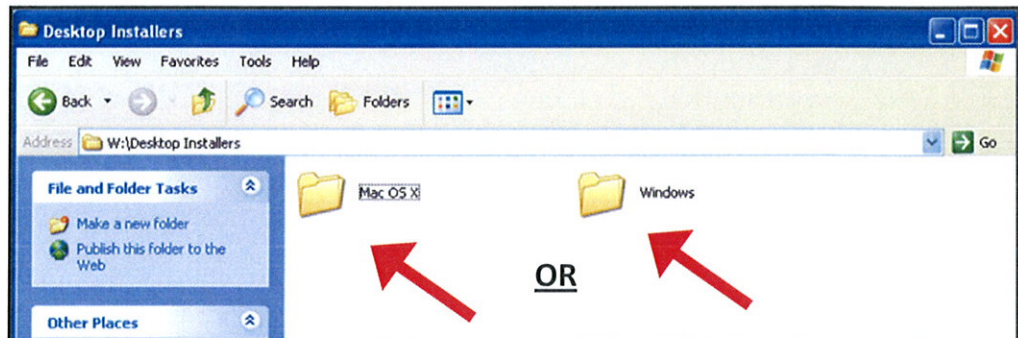 Desktop Installers
File Edit View Favorites Tools Help
Back Search Folders
Address W:\Desktop Installers Go
File and Folder Tasks
Make a new folder
Publish this folder to the
Web
Other Places
Mac OS X Windows
OR